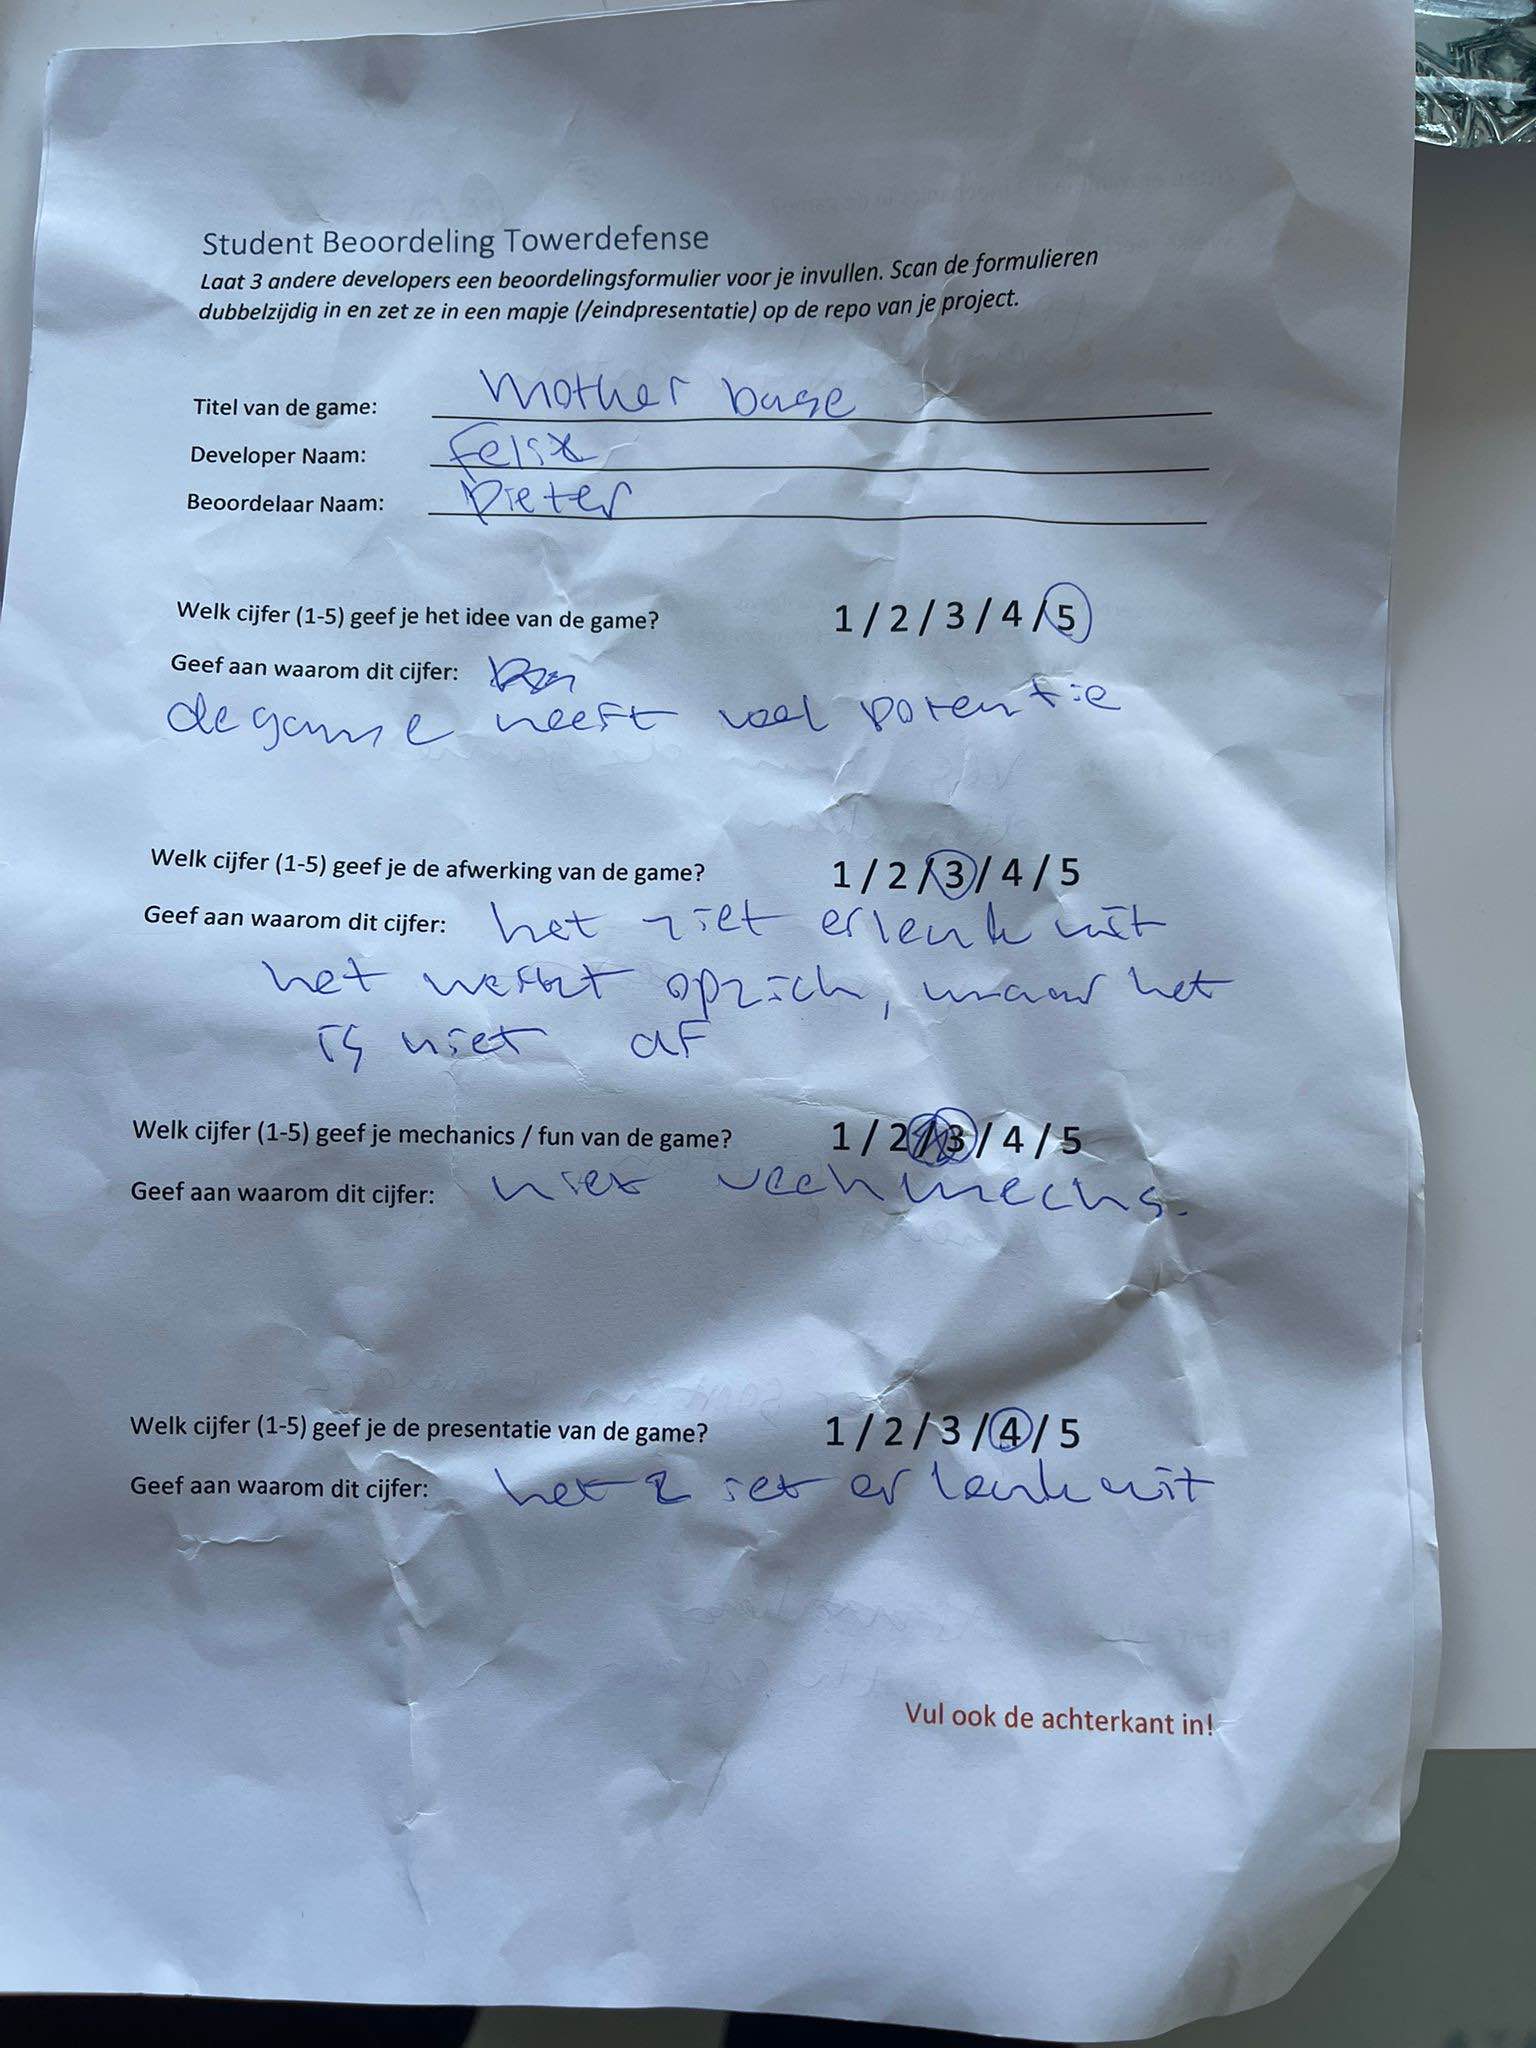 Student Beoordeling Towerdefense
Laat 3 andere developers een beoordelingsformulier voor je invullen. Scan de formulieren
dubbelzijdig in en zet ze in een mapje (/eindpresentatie) op de repo van je project.
Titel van de game: Mother base
Developer Naam: Felix
Beoordelaar Naam: Pieter
Welk cijfer (1-5) geef je het idee van de game? 1 / 2 / 3 / 4 / 5
Geef aan waarom dit cijfer:
de game heeft veel potentie
Welk cijfer (1-5) geef je de afwerking van de game? 1 / 2 / 3 / 4 / 5
Geef aan waarom dit cijfer: het ziet er leuk uit
het werkt opzich, maar het
is niet af
Welk cijfer (1-5) geef je mechanics / fun van de game? 1 / 2 / 3 / 4 / 5
Geef aan waarom dit cijfer: niet mechs.
Welk cijfer (1-5) geef je de presentatie van de game? 1 / 2 / 3 / 4 / 5
Geef aan waarom dit cijfer: het ziet er leuk uit
Vul ook de achterkant in!